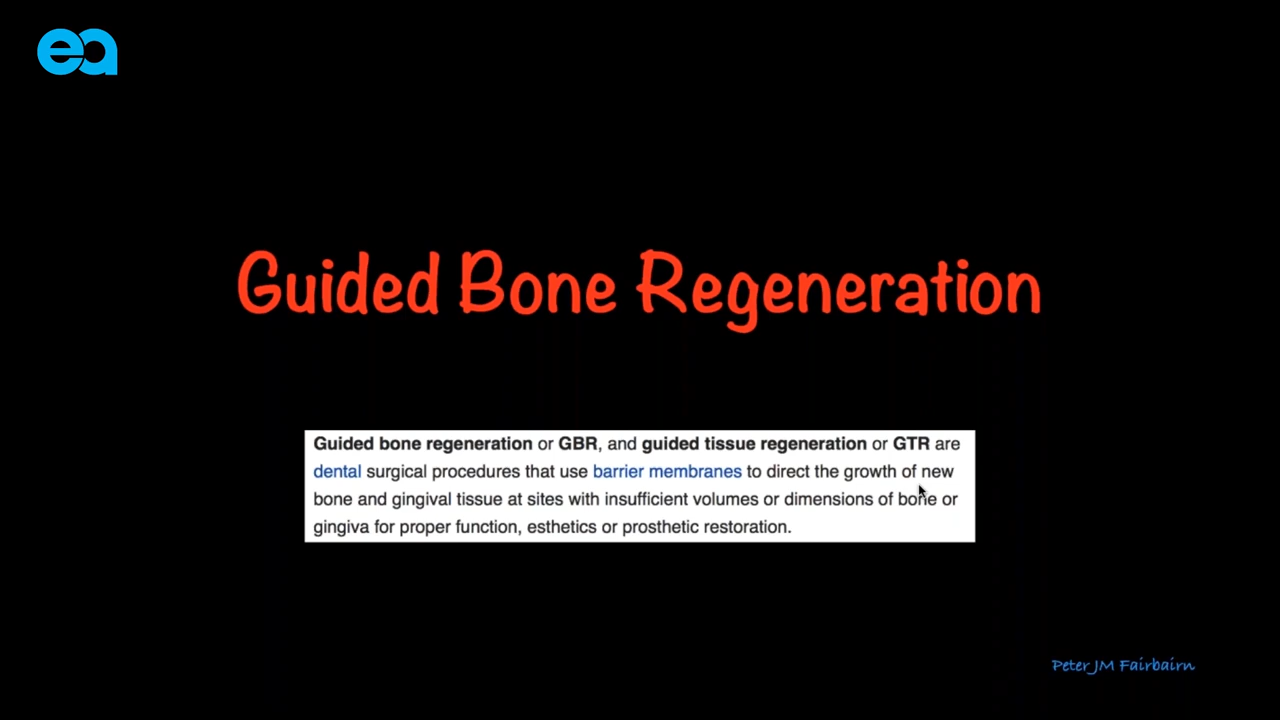 ea
Guided Bone Regeneration
Guided bone regeneration or GBR, and guided tissue regeneration or GTR are
dental surgical procedures that use barrier membranes to direct the growth of new
bone and gingival tissue at sites with insufficient volumes or dimensions of bone or
gingiva for proper function, esthetics or prosthetic restoration.
Peter JM Fairbairn